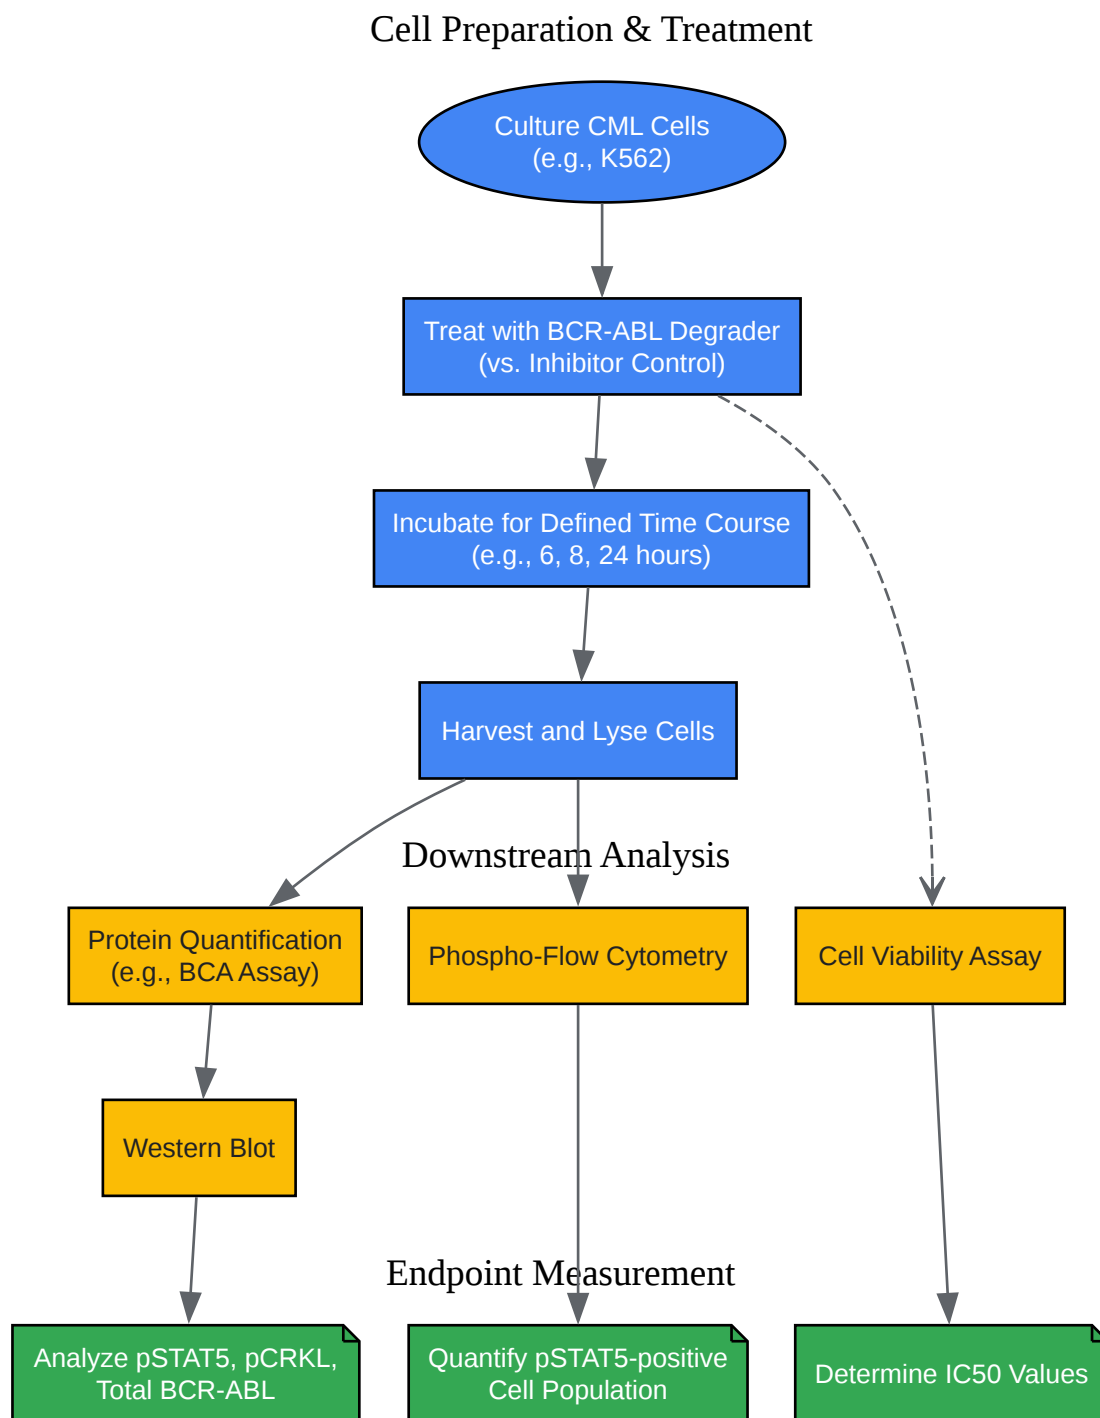 Cell Preparation & Treatment
Culture CML Cells
(e.g., K562)
Treat with BCR-ABL Degrader
(vs. Inhibitor Control)
Incubate for Defined Time Course
(e.g., 6, 8, 24 hours)
Harvest and Lyse Cells
Downstream Analysis
Protein Quantification
(e.g., BCA Assay)
Phospho-Flow Cytometry
Cell Viability Assay
Western Blot
Endpoint Measurement
Analyze pSTAT5, pCRKL,
Total BCR-ABL
Quantify pSTAT5-positive
Cell Population
Determine IC50 Values